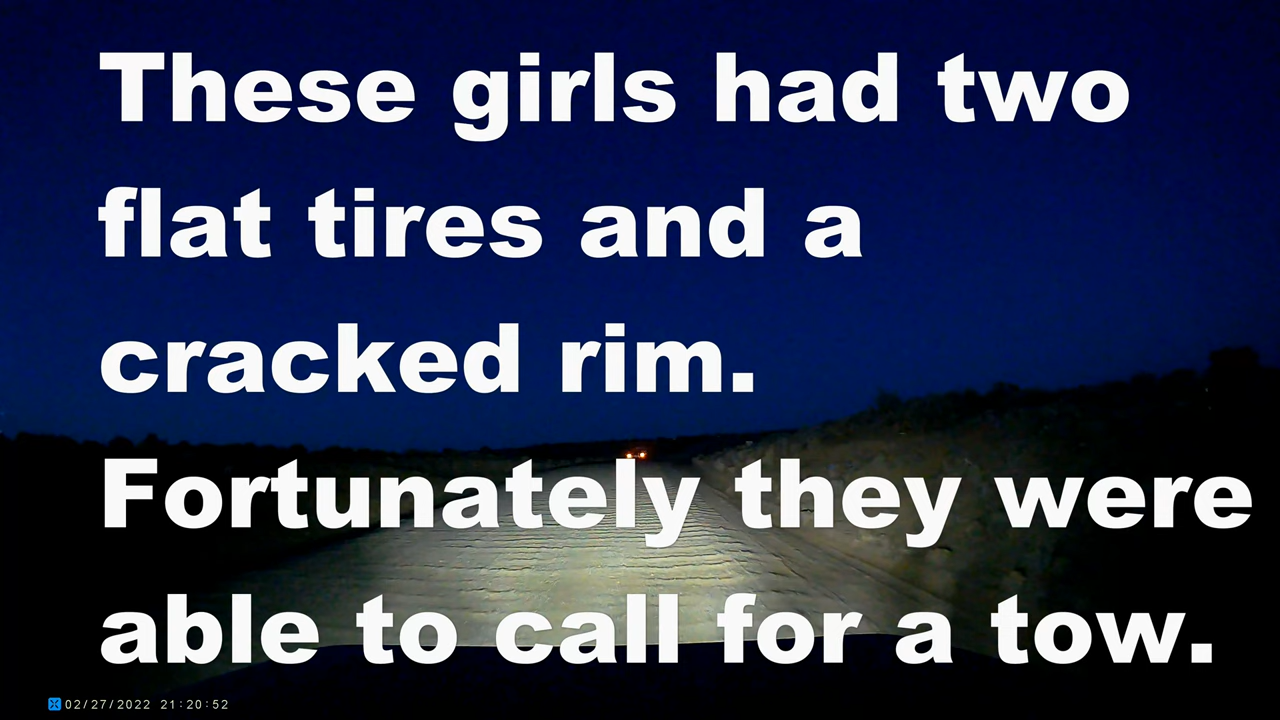 These girls had two
flat tires and a
cracked rim.
Fortunately they were
able to call for a tow.
02/27/2022 21:20:52